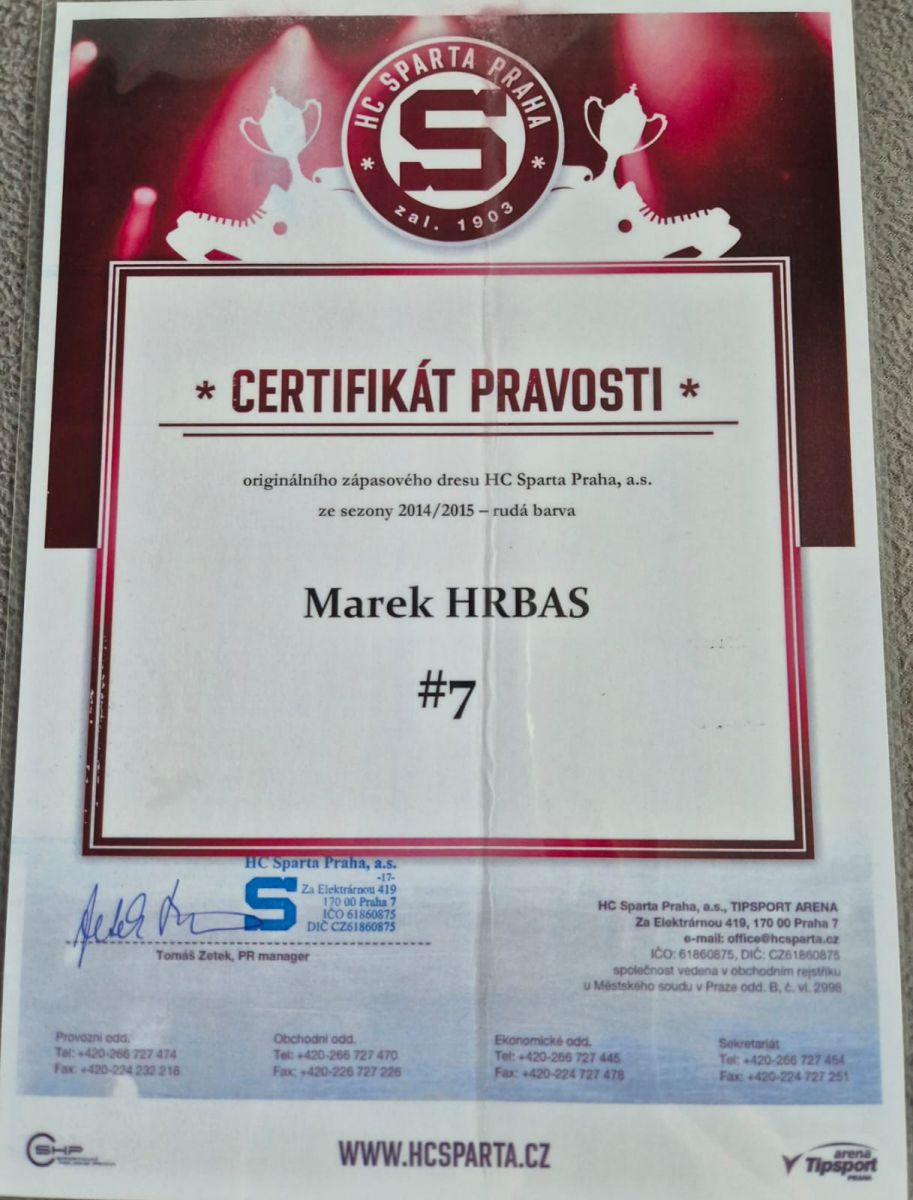 HC SPARTA PRAHA
S
* zal. 1903 *
* CERTIFIKÁT PRAVOSTI *
originálního zápasového dresu HC Sparta Praha, a.s.
ze sezony 2014/2015 – rudá barva
Marek HRBAS
#7
HC Sparta Praha, a.s.
-17-
S
Za Elektrárnou 419
170 00 Praha 7
IČO 61860875
DIČ CZ61860875
Tomáš Zetek, PR manager
HC Sparta Praha, a.s., TIPSPORT ARENA
Za Elektrárnou 419, 170 00 Praha 7
e-mail: office@hcsparta.cz
IČO: 61860875, DIČ: CZ61860875
společnost vedena v obchodním rejstříku
u Městského soudu v Praze odd. B, č. vl. 2998
Provozní odd.
Tel: +420-266 727 474
Fax: +420-224 232 218
Obchodní odd.
Tel: +420-266 727 470
Fax: +420-226 727 226
Ekonomické odd.
Tel: +420-266 727 445
Fax: +420-224 727 478
Sekretariát
Tel: +420-266 727 454
Fax: +420-224 727 251
SHP
WWW.HCSPARTA.CZ
arena
Tipsport
PRAHA